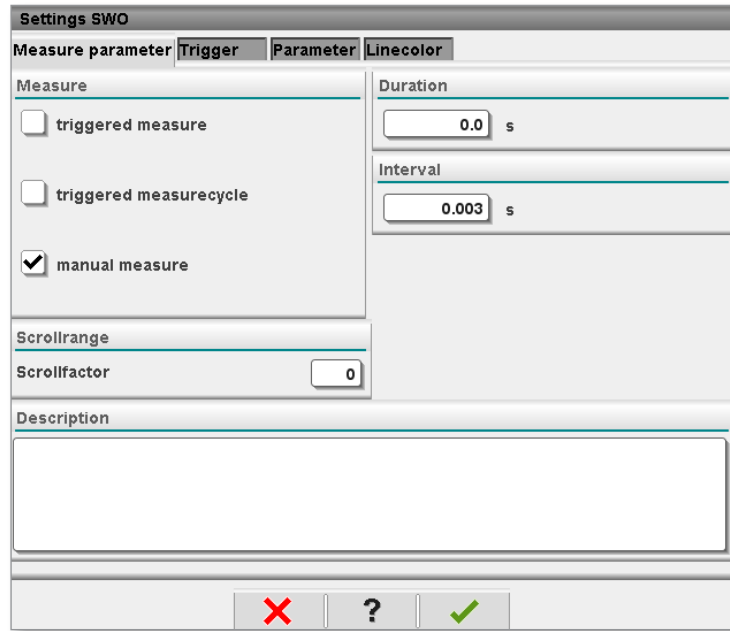 Settings SWO
Measure parameter Trigger Parameter Linecolor
Measure
triggered measure
triggered measurecycle
manual measure
Duration
0.0 s
Interval
0.003 s
Scrollrange
Scrollfactor 0
Description
?